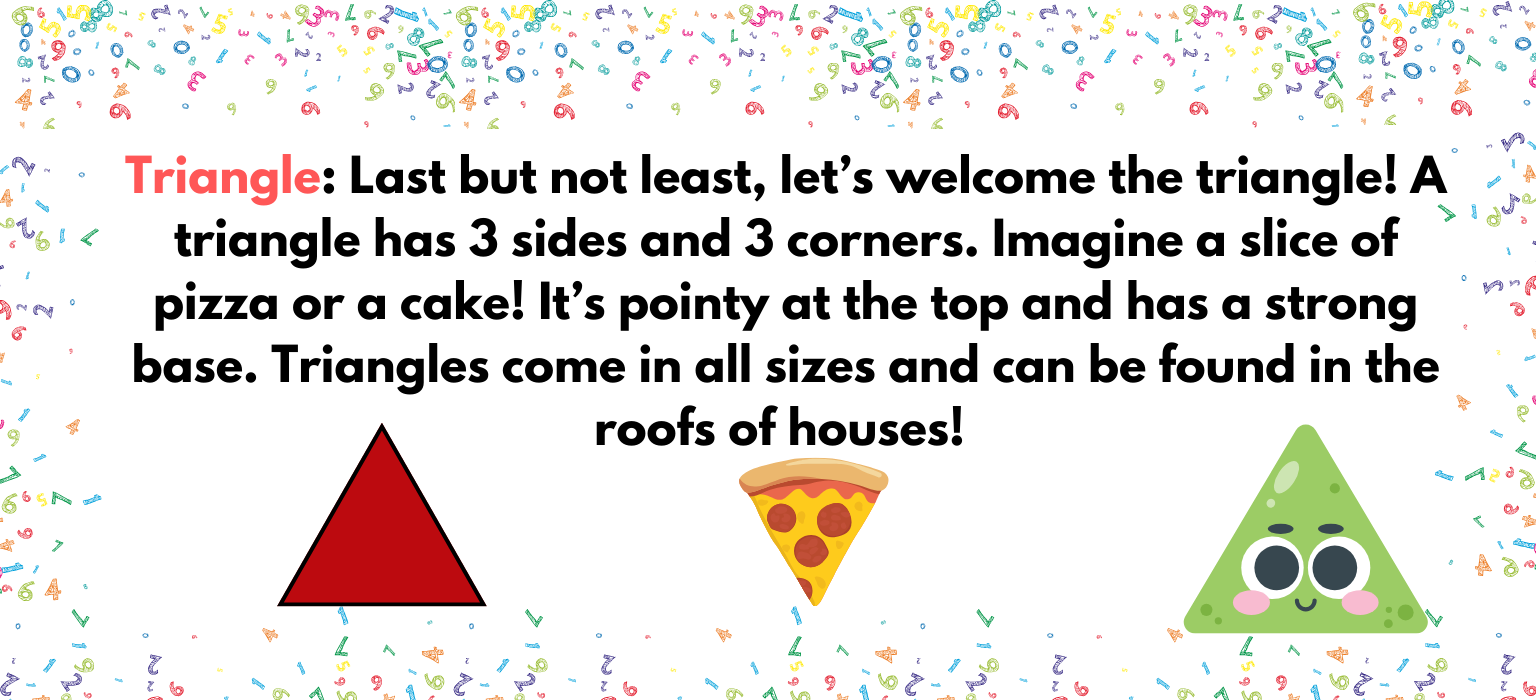 Triangle: Last but not least, let’s welcome the triangle! A
triangle has 3 sides and 3 corners. Imagine a slice of
pizza or a cake! It’s pointy at the top and has a strong
base. Triangles come in all sizes and can be found in the
roofs of houses!